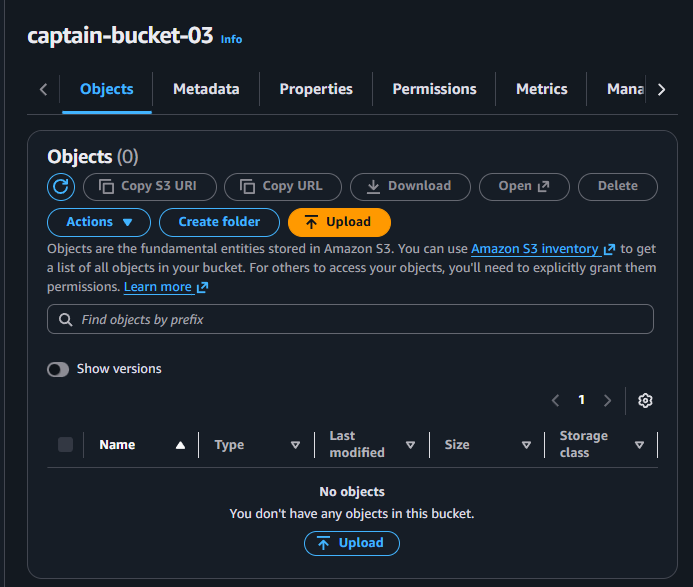 captain-bucket-03 Info
Objects Metadata Properties Permissions Metrics Mana
Objects (0)
Copy S3 URI Copy URL Download Open Delete
Actions Create folder Upload
Objects are the fundamental entities stored in Amazon S3. You can use Amazon S3 inventory to get
a list of all objects in your bucket. For others to access your objects, you'll need to explicitly grant them
permissions. Learn more
Find objects by prefix
Show versions
1
Name Type Last modified Size Storage class
No objects
You don't have any objects in this bucket.
Upload